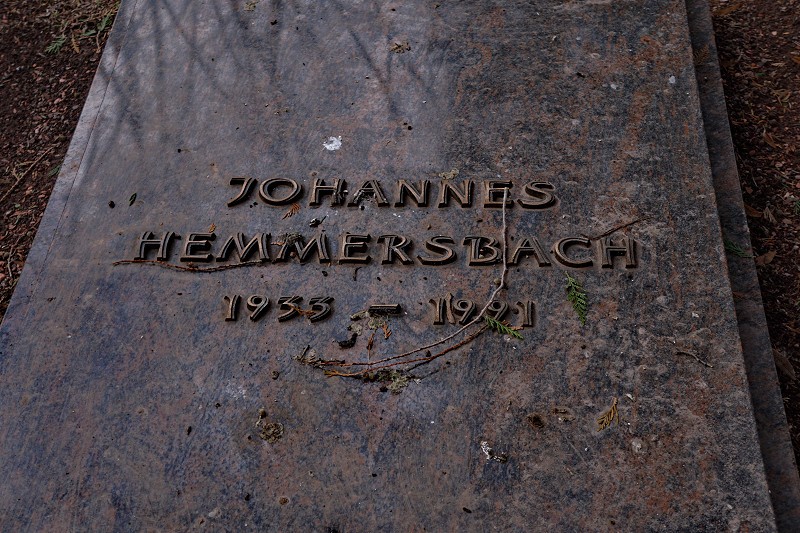 JOHANNES
HEMMERSBACH
1933 – 1991